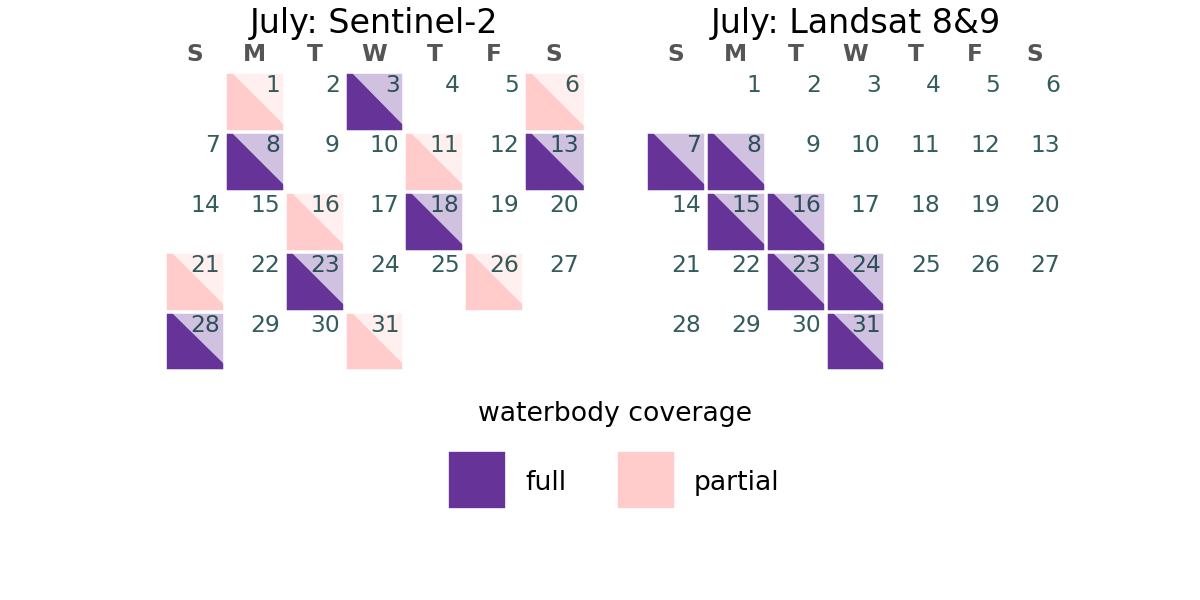 July: Sentinel-2
S M T W T F S
1 2 3 4 5 6
7 8 9 10 11 12 13
14 15 16 17 18 19 20
21 22 23 24 25 26 27
28 29 30 31
July: Landsat 8&9
S M T W T F S
1 2 3 4 5 6
7 8 9 10 11 12 13
14 15 16 17 18 19 20
21 22 23 24 25 26 27
28 29 30 31
waterbody coverage
full partial